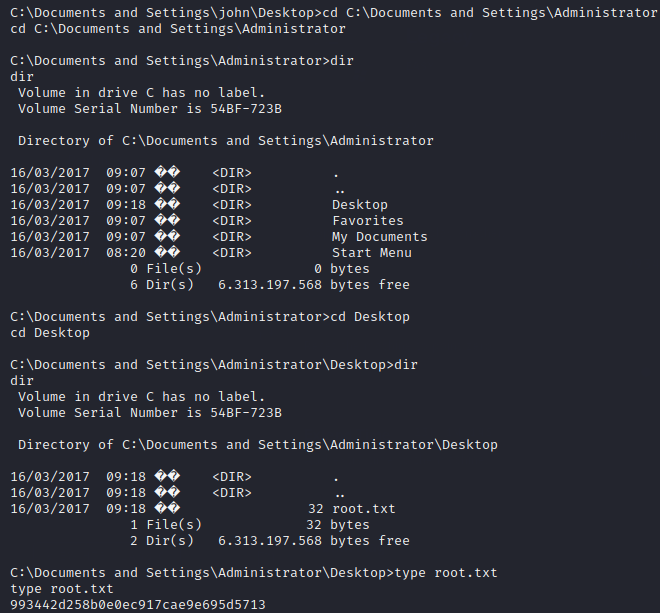 C:\Documents and Settings\john\Desktop>cd C:\Documents and Settings\Administrator
cd C:\Documents and Settings\Administrator
C:\Documents and Settings\Administrator>dir
dir
 Volume in drive C has no label.
 Volume Serial Number is 54BF-723B
 Directory of C:\Documents and Settings\Administrator
16/03/2017  09:07 ��    <DIR>          .
16/03/2017  09:07 ��    <DIR>          ..
16/03/2017  09:18 ��    <DIR>          Desktop
16/03/2017  09:07 ��    <DIR>          Favorites
16/03/2017  09:07 ��    <DIR>          My Documents
16/03/2017  08:20 ��    <DIR>          Start Menu
               0 File(s)              0 bytes
               6 Dir(s)   6.313.197.568 bytes free
C:\Documents and Settings\Administrator>cd Desktop
cd Desktop
C:\Documents and Settings\Administrator\Desktop>dir
dir
 Volume in drive C has no label.
 Volume Serial Number is 54BF-723B
 Directory of C:\Documents and Settings\Administrator\Desktop
16/03/2017  09:18 ��    <DIR>          .
16/03/2017  09:18 ��    <DIR>          ..
16/03/2017  09:18 ��                32 root.txt
               1 File(s)             32 bytes
               2 Dir(s)   6.313.197.568 bytes free
C:\Documents and Settings\Administrator\Desktop>type root.txt
type root.txt
993442d258b0e0ec917cae9e695d5713